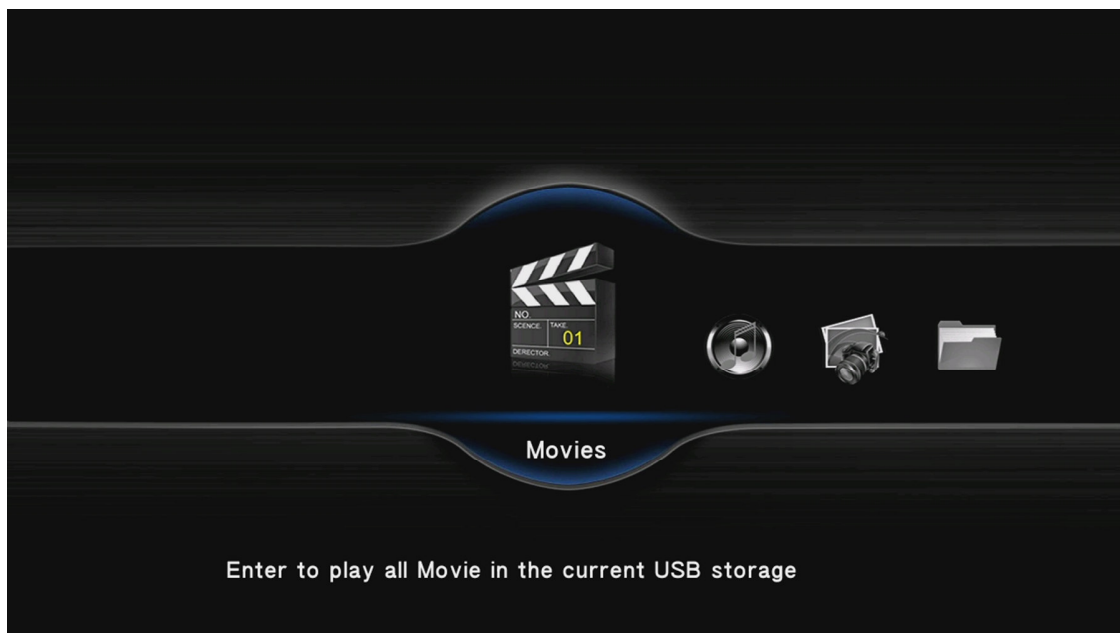 NO.
SCENCE. TAKE.
01
DERECTOR.
Movies
Enter to play all Movie in the current USB storage